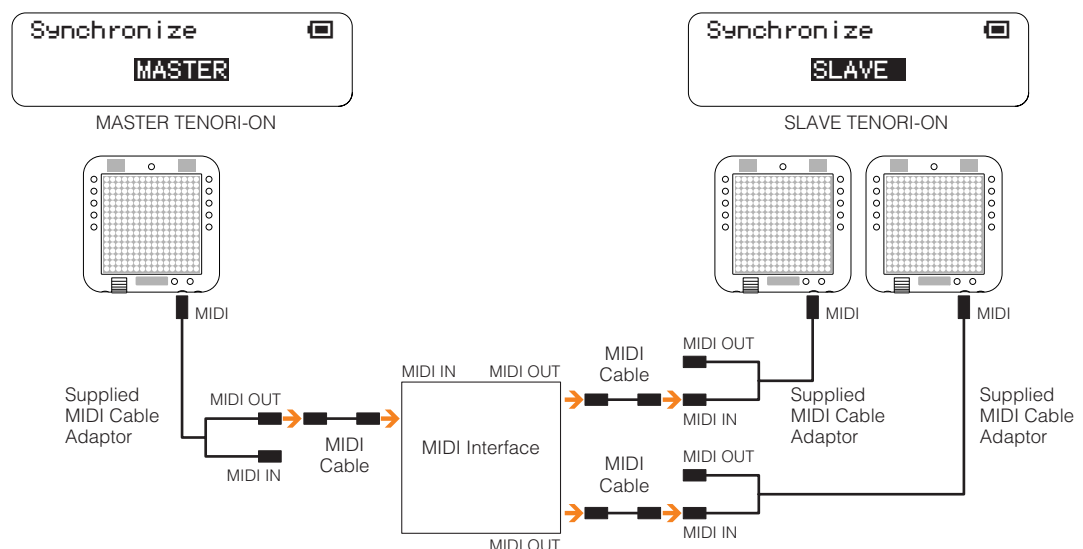 Synchronize
MASTER
MASTER TENORI-ON
Synchronize
SLAVE
SLAVE TENORI-ON
MIDI
MIDI
MIDI
Supplied
MIDI Cable
Adaptor
MIDI OUT
MIDI IN
MIDI
Cable
MIDI IN
MIDI OUT
MIDI Interface
MIDI OUT
MIDI
Cable
MIDI OUT
MIDI IN
Supplied
MIDI Cable
Adaptor
MIDI
Cable
MIDI OUT
MIDI IN
Supplied
MIDI Cable
Adaptor